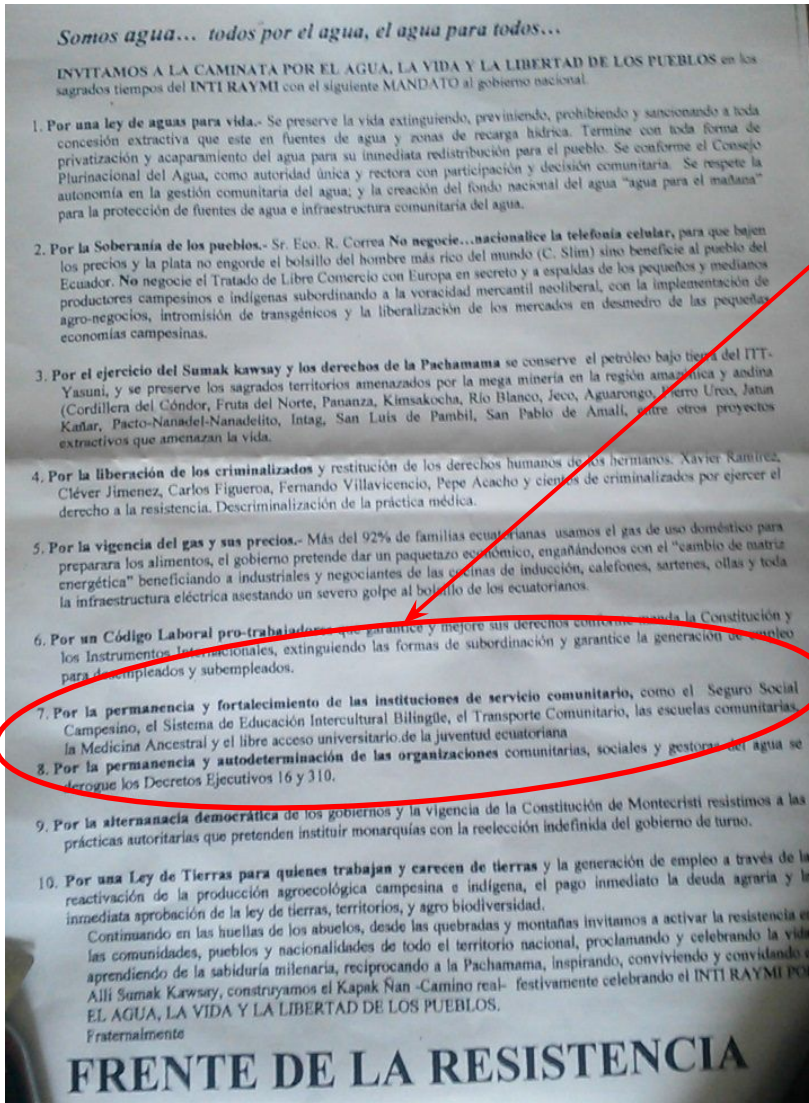 Somos agua... todos por el agua, el agua para todos...
INVITAMOS A LA CAMINATA POR EL AGUA, LA VIDA Y LA LIBERTAD DE LOS PUEBLOS en los
sagrados tiempos del INTI RAYMI con el siguiente MANDATO al gobierno nacional.
1. Por una ley de aguas para vida.- Se preserve la vida extinguiendo, previniendo, prohibiendo y sancionando a toda
concesión extractiva que este en fuentes de agua y zonas de recarga hídrica. Termine con toda forma de
privatización y acaparamiento del agua para su inmediata redistribución para el pueblo. Se conforme el Consejo
Plurinacional del Agua, como autoridad única y rectora con participación y decisión comunitaria. Se respete la
autonomía en la gestión comunitaria del agua; y la creación del fondo nacional del agua "agua para el mañana"
para la protección de fuentes de agua e infraestructura comunitaria del agua.
2. Por la Soberanía de los pueblos.- Sr. Eco. R. Correa No negocie...nacionalice la telefonía celular, para que bajen
los precios y la plata no engorde el bolsillo del hombre más rico del mundo (C. Slim) sino beneficie al pueblo del
Ecuador. No negocie el Tratado de Libre Comercio con Europa en secreto y a espaldas de los pequeños y medianos
productores campesinos e indígenas subordinando a la voracidad mercantil neoliberal, con la implementación de
agro-negocios, intromisión de transgénicos y la liberalización de los mercados en desmedro de las pequeñas
economías campesinas.
3. Por el ejercicio del Sumak kawsay y los derechos de la Pachamama se conserve el petróleo bajo tierra del ITT-
Yasuni, y se preserve los sagrados territorios amenazados por la mega minería en la región amazónica y andina
(Cordillera del Cóndor, Fruta del Norte, Pananza, Kimsakocha, Río Blanco, Jeco, Aguarongo, Fierro Urco, Jatun
Kañar, Pacto-Nanadel-Nanadelito, Intag, San Luis de Pambil, San Pablo de Amalí, entre otros proyectos
extractivos que amenazan la vida.
4. Por la liberación de los criminalizados y restitución de los derechos humanos de los hermanos. Xavier Ramírez,
Cléver Jimenez, Carlos Figueroa, Fernando Villavicencio, Pepe Acacho y cientos de criminalizados por ejercer el
derecho a la resistencia. Descriminalización de la práctica médica.
5. Por la vigencia del gas y sus precios.- Más del 92% de familias ecuatorianas usamos el gas de uso doméstico para
preparara los alimentos, el gobierno pretende dar un paquetazo económico, engañándonos con el "cambio de matriz
energética" beneficiando a industriales y negociantes de las cocinas de inducción, calefones, sartenes, ollas y toda
la infraestructura eléctrica asestando un severo golpe al bolsillo de los ecuatorianos.
6. Por un Código Laboral pro-trabajadores que garantice y mejore sus derechos conforme manda la Constitución y
los Instrumentos Internacionales, extinguiendo las formas de subordinación y garantice la generación de empleo
para desempleados y subempleados.
7. Por la permanencia y fortalecimiento de las instituciones de servicio comunitario, como el Seguro Social
Campesino, el Sistema de Educación Intercultural Bilingüe, el Transporte Comunitario, las escuelas comunitarias,
la Medicina Ancestral y el libre acceso universitario.de la juventud ecuatoriana
8. Por la permanencia y autodeterminación de las organizaciones comunitarias, sociales y gestoras del agua se
derogue los Decretos Ejecutivos 16 y 310.
9. Por la alternanacia democrática de los gobiernos y la vigencia de la Constitución de Montecristi resistimos a las
prácticas autoritarias que pretenden instituir monarquías con la reelección indefinida del gobierno de turno.
10. Por una Ley de Tierras para quienes trabajan y carecen de tierras y la generación de empleo a través de la
reactivación de la producción agroecológica campesina e indígena, el pago inmediato la deuda agraria y la
inmediata aprobación de la ley de tierras, territorios, y agro biodiversidad.
Continuando en las huellas de los abuelos, desde las quebradas y montañas invitamos a activar la resistencia en
las comunidades, pueblos y nacionalidades de todo el territorio nacional, proclamando y celebrando la vida
aprendiendo de la sabiduría milenaria, reciprocando a la Pachamama, inspirando, conviviendo y convidando
Alli Sumak Kawsay, construyamos el Kapak Ñan -Camino real- festivamente celebrando el INTI RAYMI POR
EL AGUA, LA VIDA Y LA LIBERTAD DE LOS PUEBLOS.
Fraternalmente
FRENTE DE LA RESISTENCIA